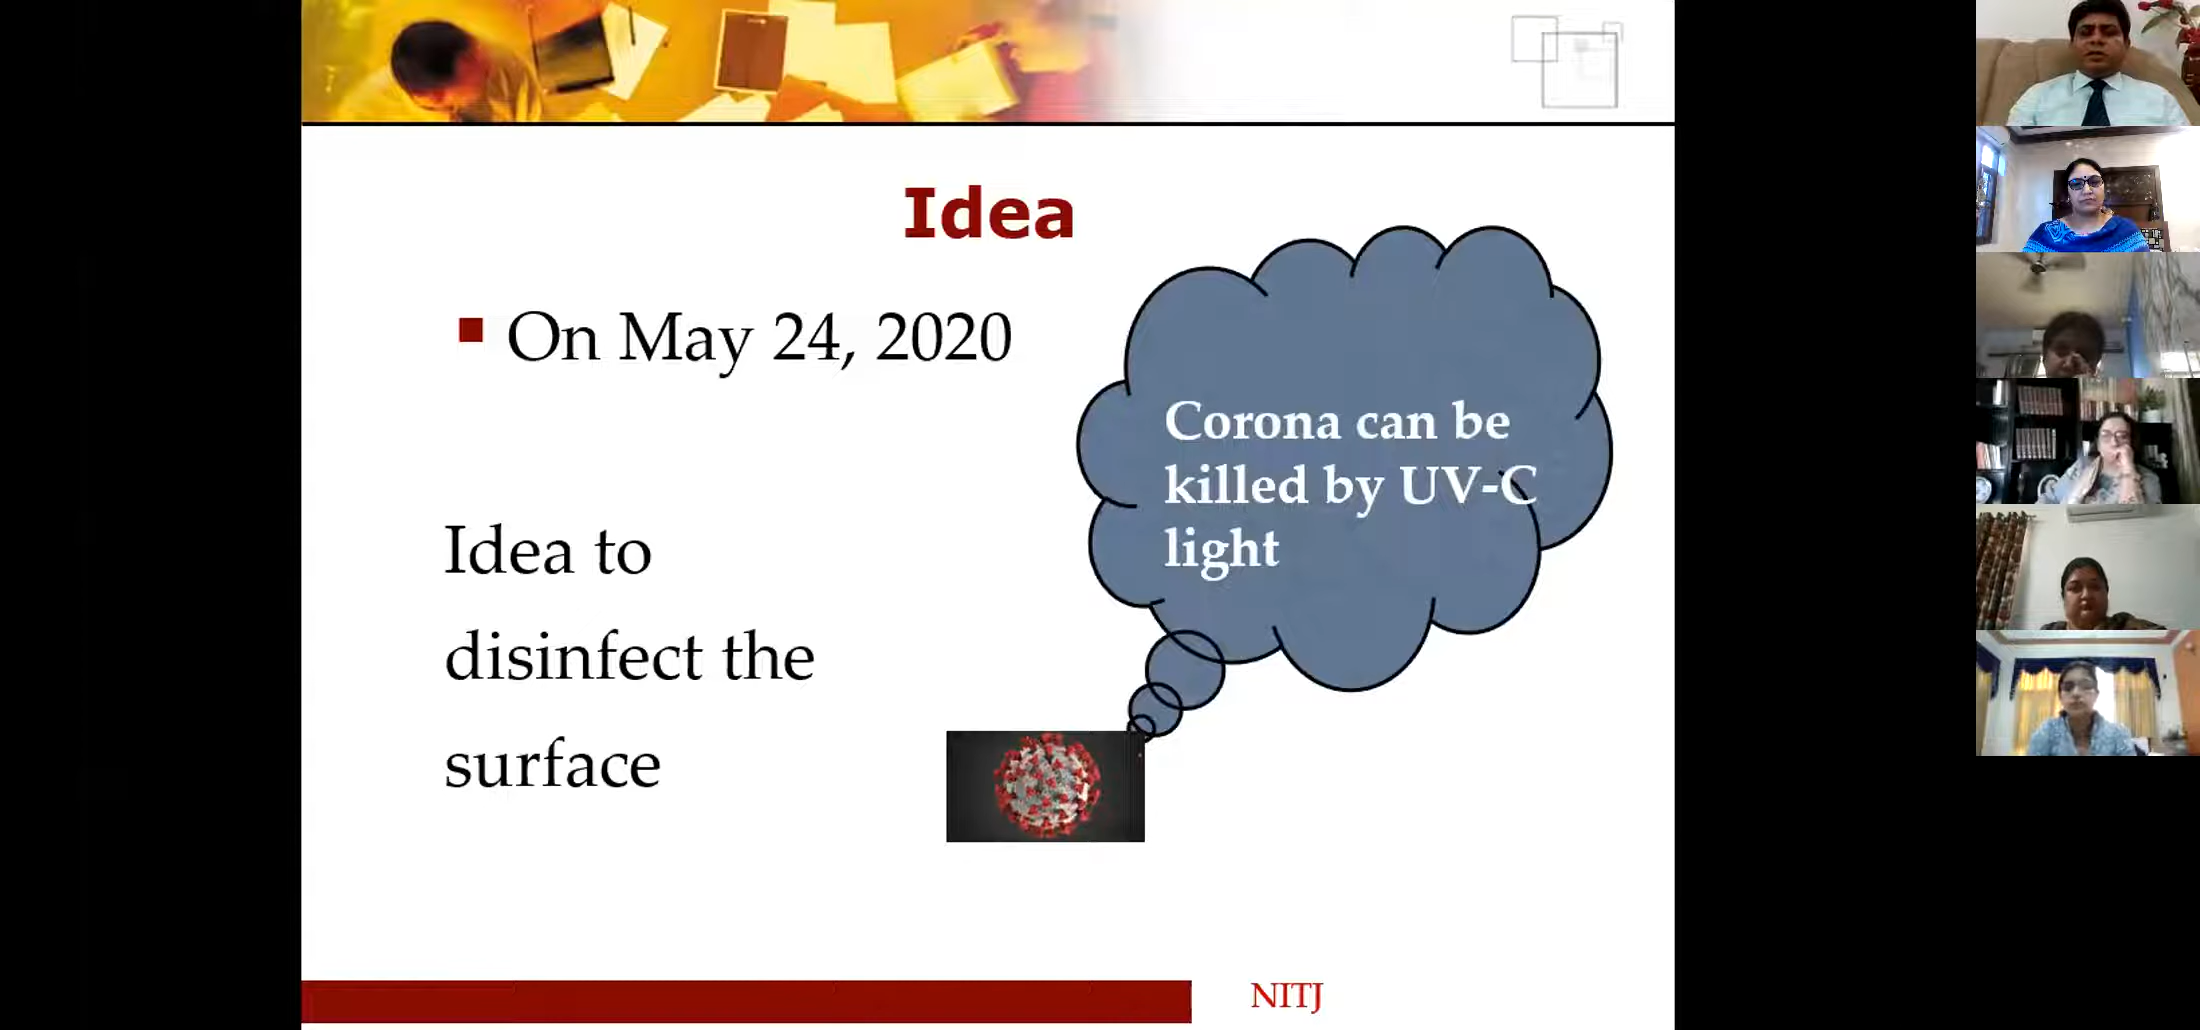 Idea
On May 24, 2020
Idea to
disinfect the
surface
Corona can be
killed by UV-C
light
NITJ